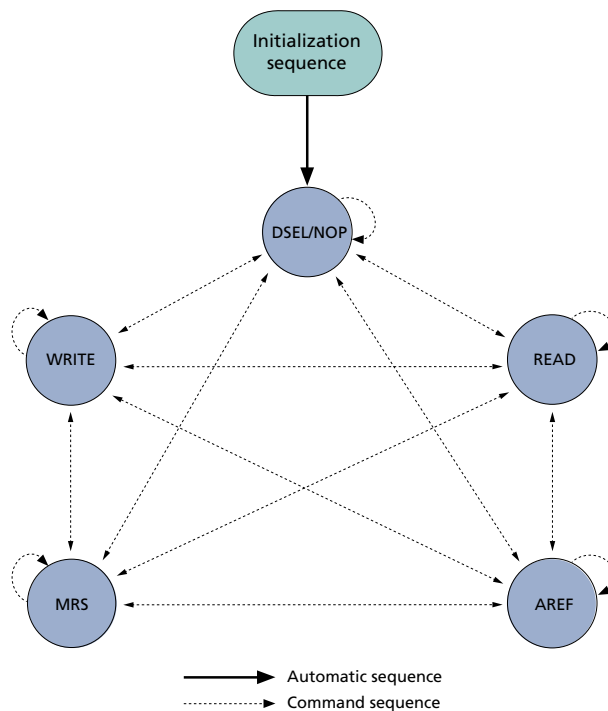 Initialization
sequence
DSEL/NOP
WRITE
READ
MRS
AREF
Automatic sequence
Command sequence